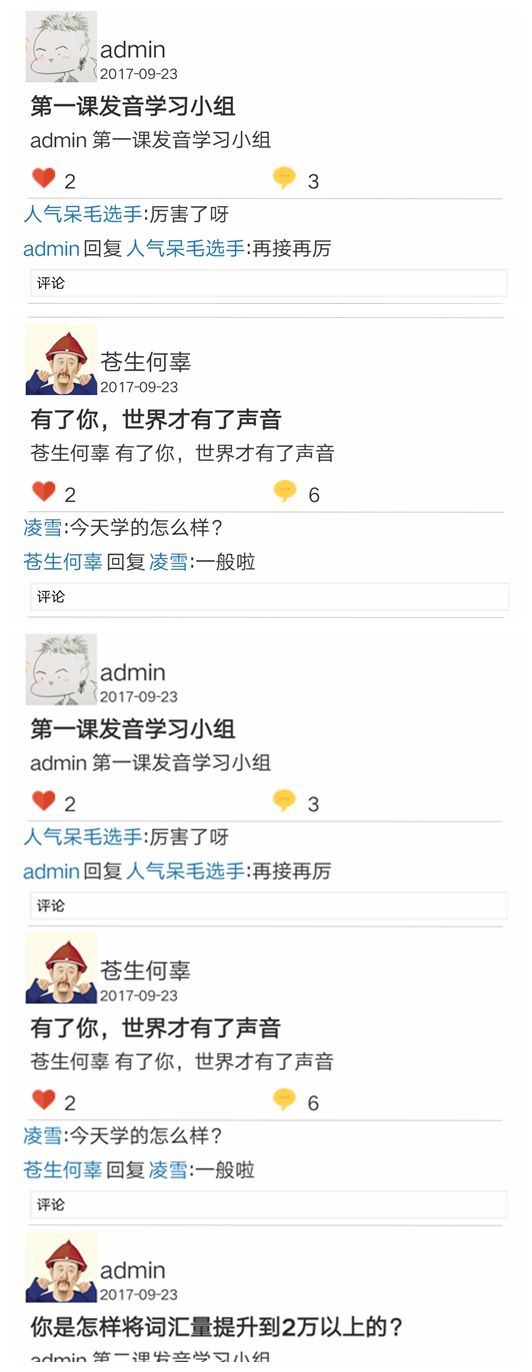 admin
2017-09-23
第一课发音学习小组
admin 第一课发音学习小组
2 3
人气呆毛选手:厉害了呀
admin 回复 人气呆毛选手:再接再厉
评论
苍生何辜
2017-09-23
有了你，世界才有了声音
苍生何辜 有了你，世界才有了声音
2 6
凌雪:今天学的怎么样?
苍生何辜 回复 凌雪:一般啦
评论
admin
2017-09-23
第一课发音学习小组
admin 第一课发音学习小组
2 3
人气呆毛选手:厉害了呀
admin 回复 人气呆毛选手:再接再厉
评论
苍生何辜
2017-09-23
有了你，世界才有了声音
苍生何辜 有了你，世界才有了声音
2 6
凌雪:今天学的怎么样?
苍生何辜 回复 凌雪:一般啦
评论
admin
2017-09-23
你是怎样将词汇量提升到2万以上的?
admin 第二课发音学习小组